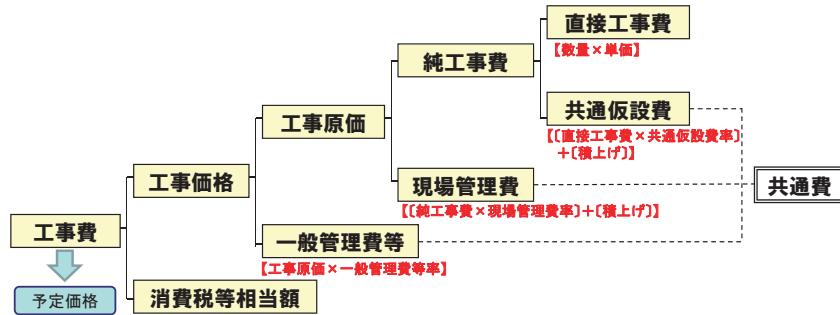 直接工事費
【数量×単価】
純工事費
共通仮設費
【〔直接工事費×共通仮設費率〕
＋〔積上げ〕】
工事原価
工事価格
現場管理費
【〔純工事費×現場管理費率〕＋〔積上げ〕】
共通費
工事費
一般管理費等
【工事原価×一般管理費等率】
予定価格
消費税等相当額